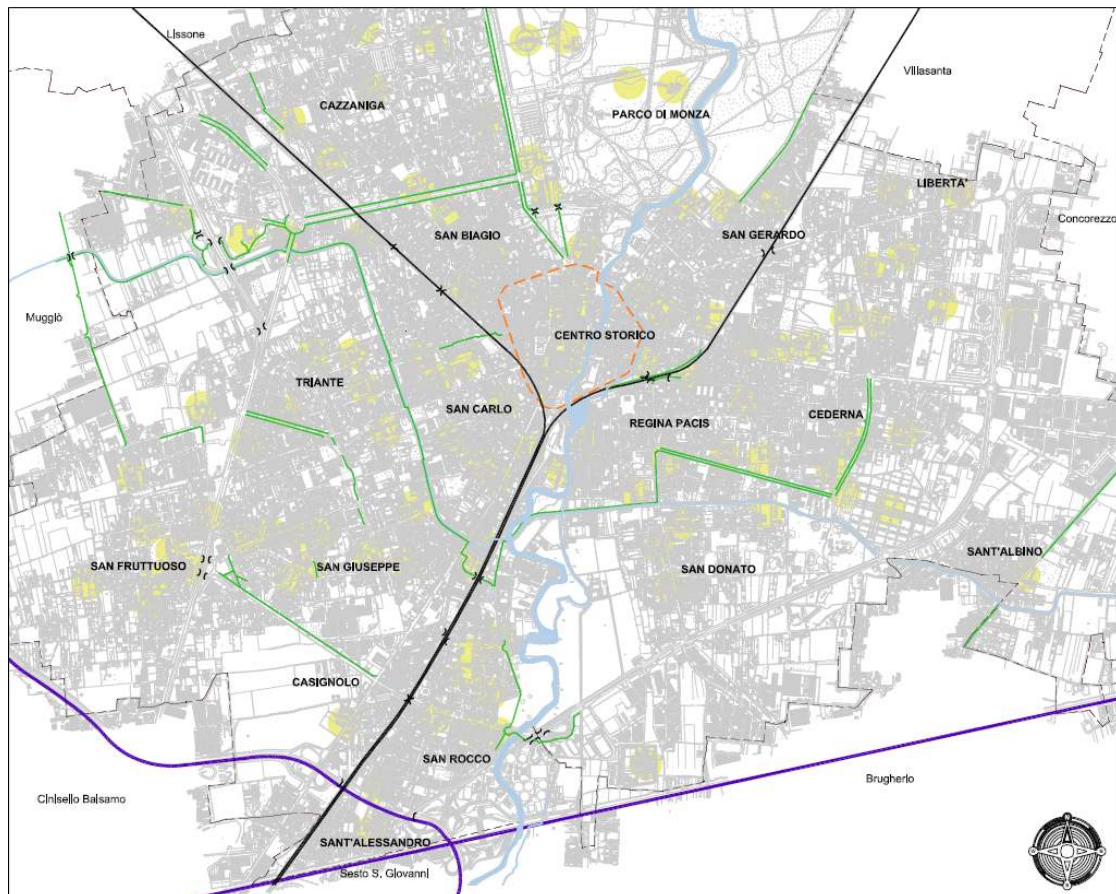 Lissone
Villasanta
CAZZANIGA
PARCO DI MONZA
LIBERTA'
Concorezzo
SAN BIAGIO
SAN GERARDO
Muggiò
CENTRO STORICO
TRIANTE
SAN CARLO
CEDERNA
REGINA PACIS
SANT'ALBINO
SAN FRUTTUOSO
SAN GIUSEPPE
SAN DONATO
CASIGNOLO
SAN ROCCO
Brugherio
Cinisello Balsamo
SANT'ALESSANDRO
Sesto S. Giovanni